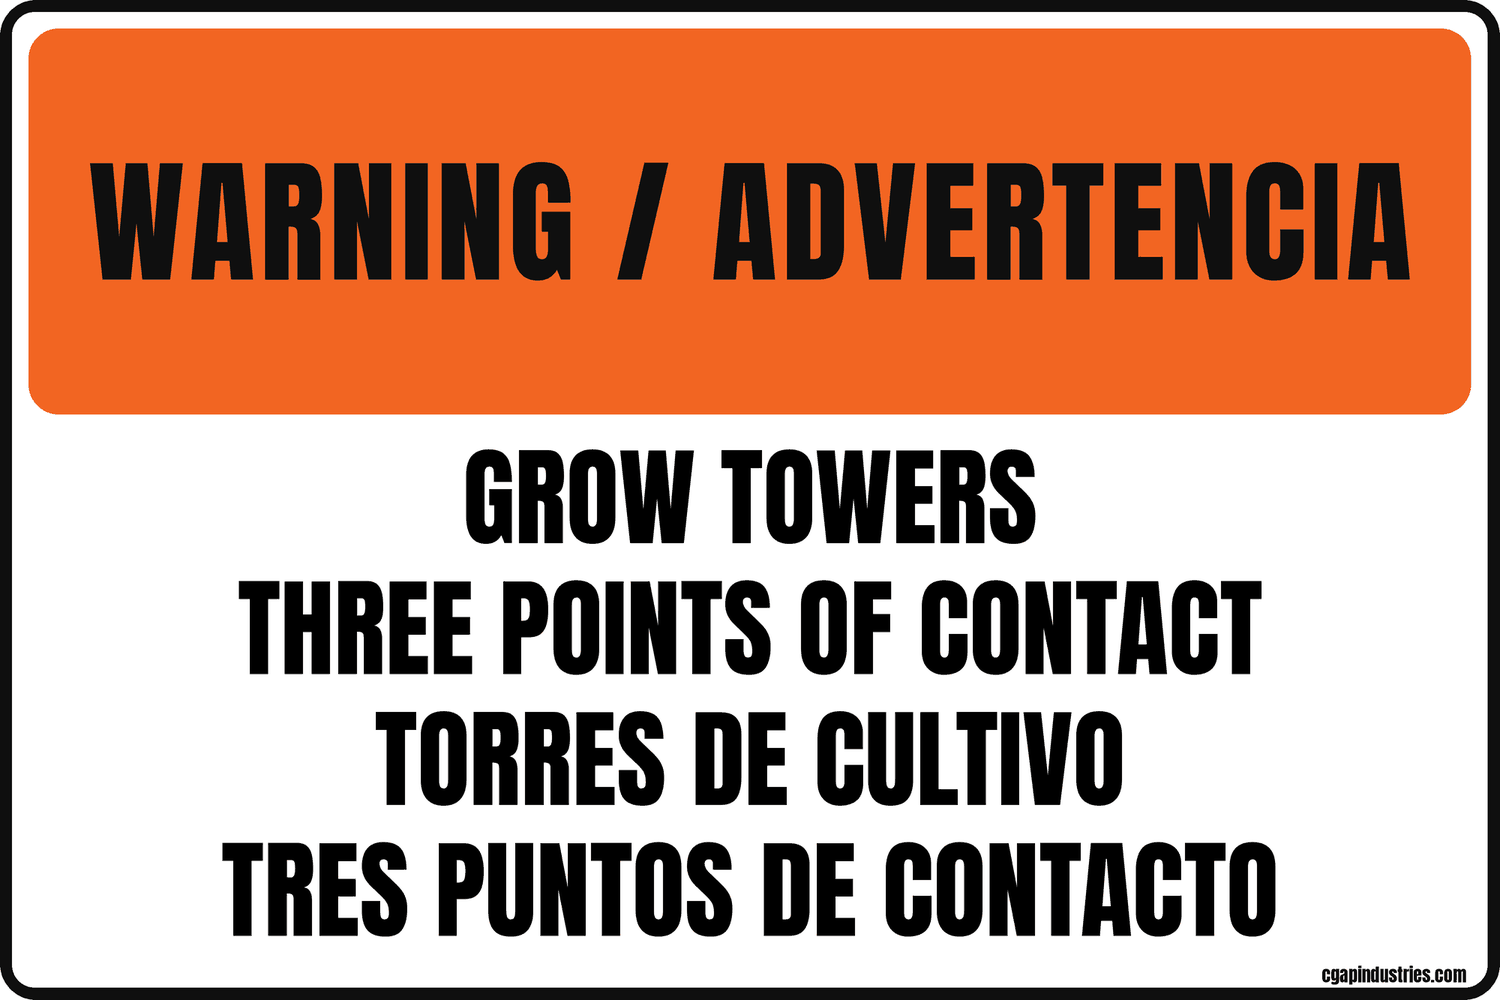 WARNING / ADVERTENCIA
GROW TOWERS
THREE POINTS OF CONTACT
TORRES DE CULTIVO
TRES PUNTOS DE CONTACTO
cgapindustries.com